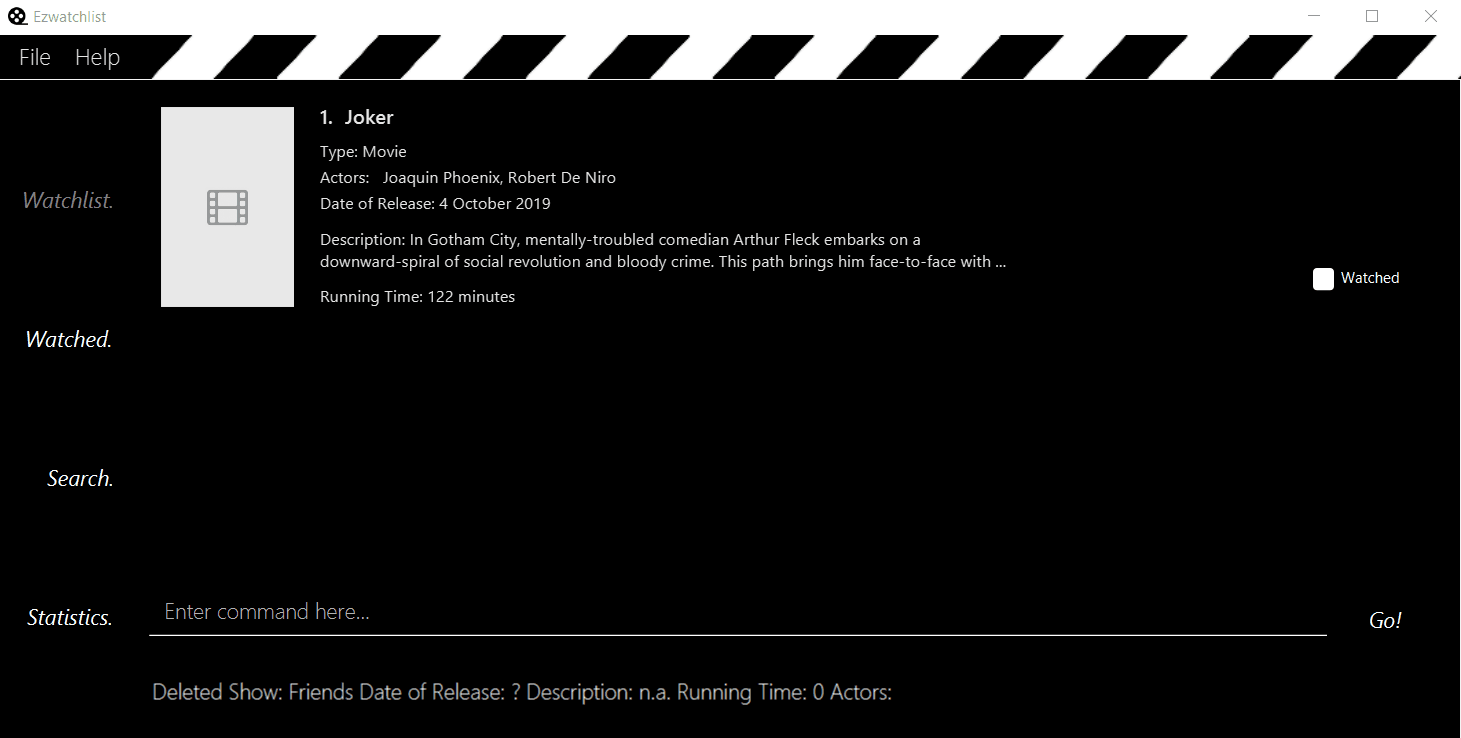 Ezwatchlist
File Help
1. Joker
Type: Movie
Actors: Joaquin Phoenix, Robert De Niro
Watchlist.
Date of Release: 4 October 2019
Description: In Gotham City, mentally-troubled comedian Arthur Fleck embarks on a
downward-spiral of social revolution and bloody crime. This path brings him face-to-face with ...
Watched
Running Time: 122 minutes
Watched.
Search.
Statistics.
Enter command here...
Go!
Deleted Show: Friends Date of Release: ? Description: n.a. Running Time: 0 Actors: